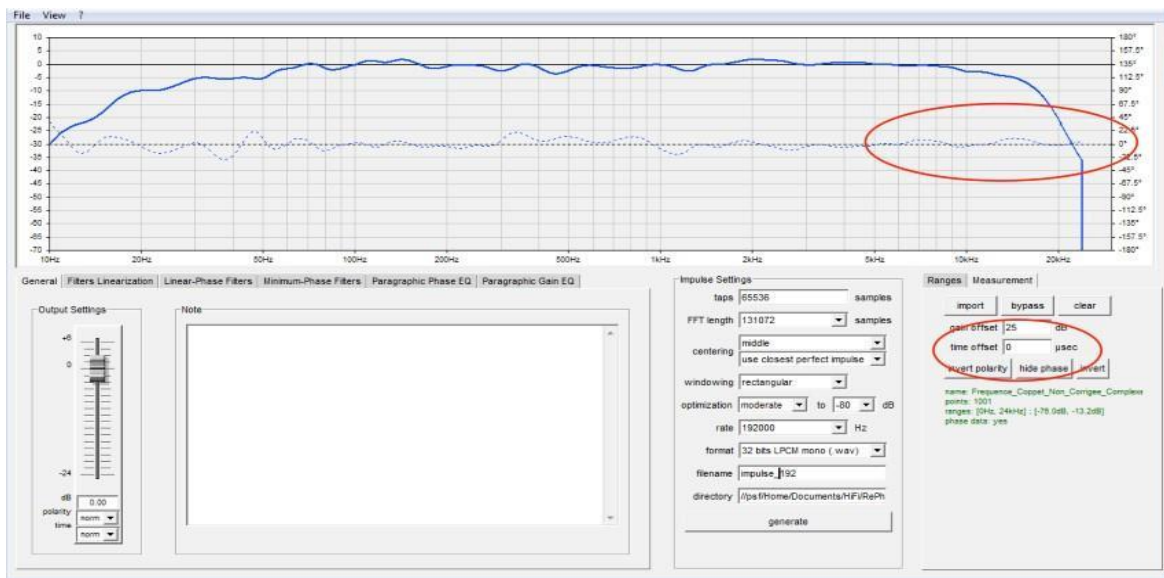 File View ?
10
5
-0
-5
-10
-15
-20
-25
-30
-35
-40
-45
-50
-55
-60
-65
-70
180°
157.5°
135°
112.5°
90°
67.5°
45°
22.5°
0°
-22.5°
-45°
-67.5°
-90°
-112.5°
-135°
-157.5°
-180°
10Hz 20Hz 50Hz 100Hz 200Hz 500Hz 1kHz 2kHz 5kHz 10kHz 20kHz
General Filters Linearization Linear-Phase Filters Minimum-Phase Filters Paragraphic Phase EQ Paragraphic Gain EQ
Output Settings
+6
0
-24
dB
0.00
polarity
norm
time
norm
Note
Impulse Settings
taps 65536 samples
FFT length 131072 samples
centering middle
use closest perfect impulse
windowing rectangular
optimization moderate to -80 dB
rate 192000 Hz
format 32 bits LPCM mono (.wav)
filename impulse_192
directory //psf/Home/Documents/HiFi/RePh
generate
Ranges Measurement
import bypass clear
gain offset 25 dB
time offset 0 µsec
invert polarity hide phase invert
name: Frequence_Coppet_Non_Corrigee_Complexe
points: 1001
ranges: [0Hz, 24kHz] : [-76.0dB, -13.2dB]
phase data: yes